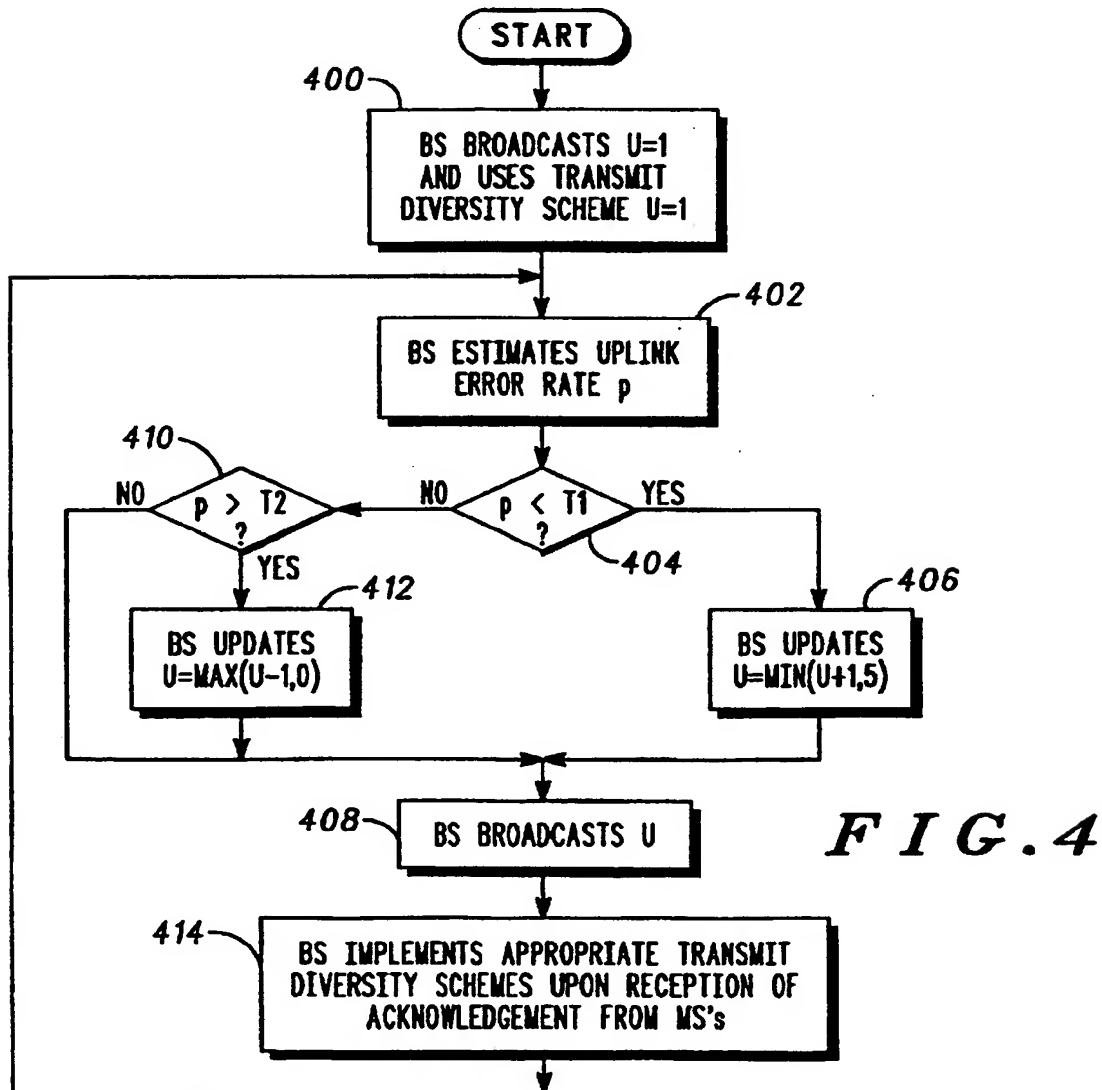 START
400
BS BROADCASTS U=1
AND USES TRANSMIT
DIVERSITY SCHEME U=1
402
BS ESTIMATES UPLINK
ERROR RATE p
410
NO
p > T2
?
YES
NO
p < T1
?
YES
404
412
BS UPDATES
U=MAX(U-1,0)
406
BS UPDATES
U=MIN(U+1,5)
408
BS BROADCASTS U
FIG.4
414
BS IMPLEMENTS APPROPRIATE TRANSMIT
DIVERSITY SCHEMES UPON RECEPTION OF
ACKNOWLEDGEMENT FROM MS's